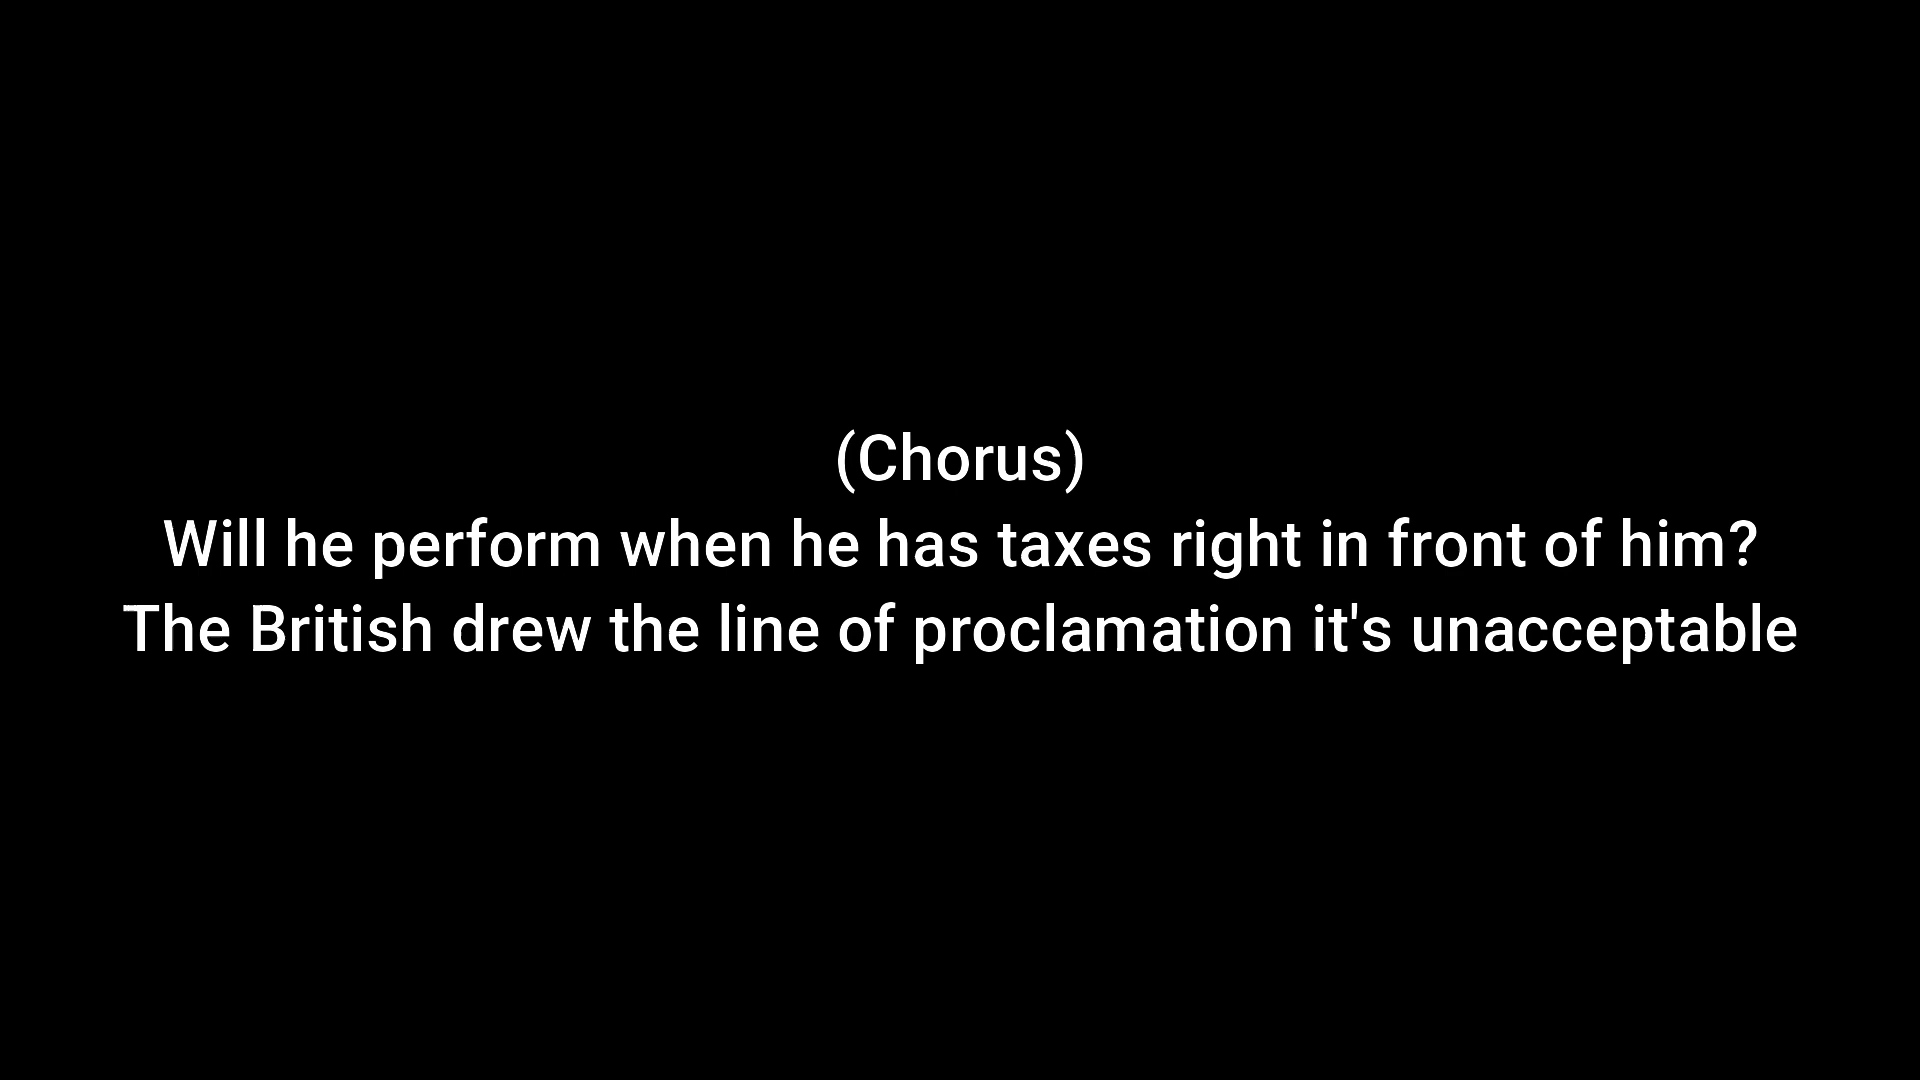 (Chorus)
Will he perform when he has taxes right in front of him?
The British drew the line of proclamation it's unacceptable